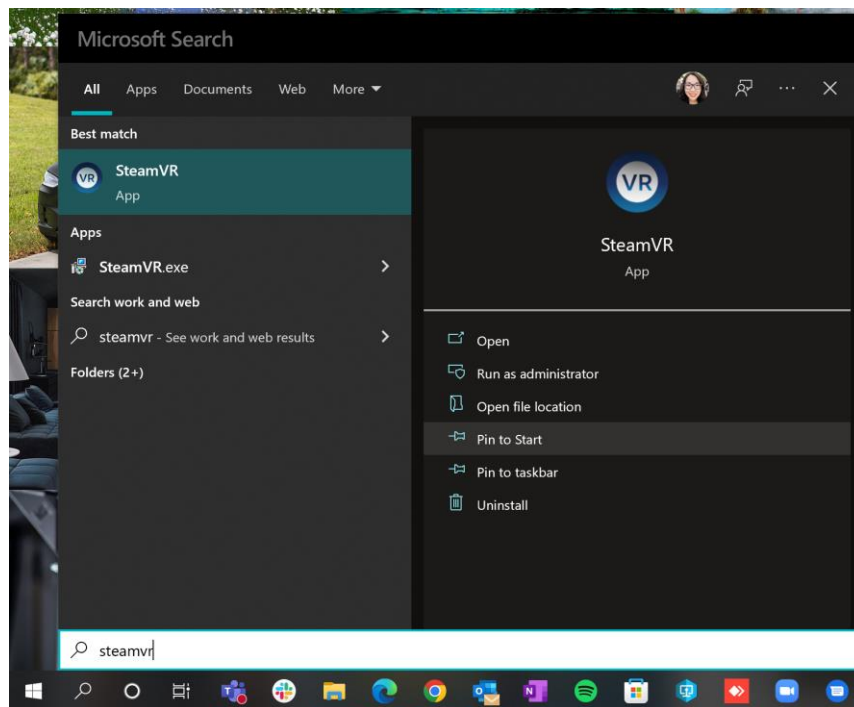 Microsoft Search
All Apps Documents Web More
Best match
VR
SteamVR
App
Apps
SteamVR.exe
Search work and web
steamvr - See work and web results
Folders (2+)
VR
SteamVR
App
Open
Run as administrator
Open file location
Pin to Start
Pin to taskbar
Uninstall
steamvr